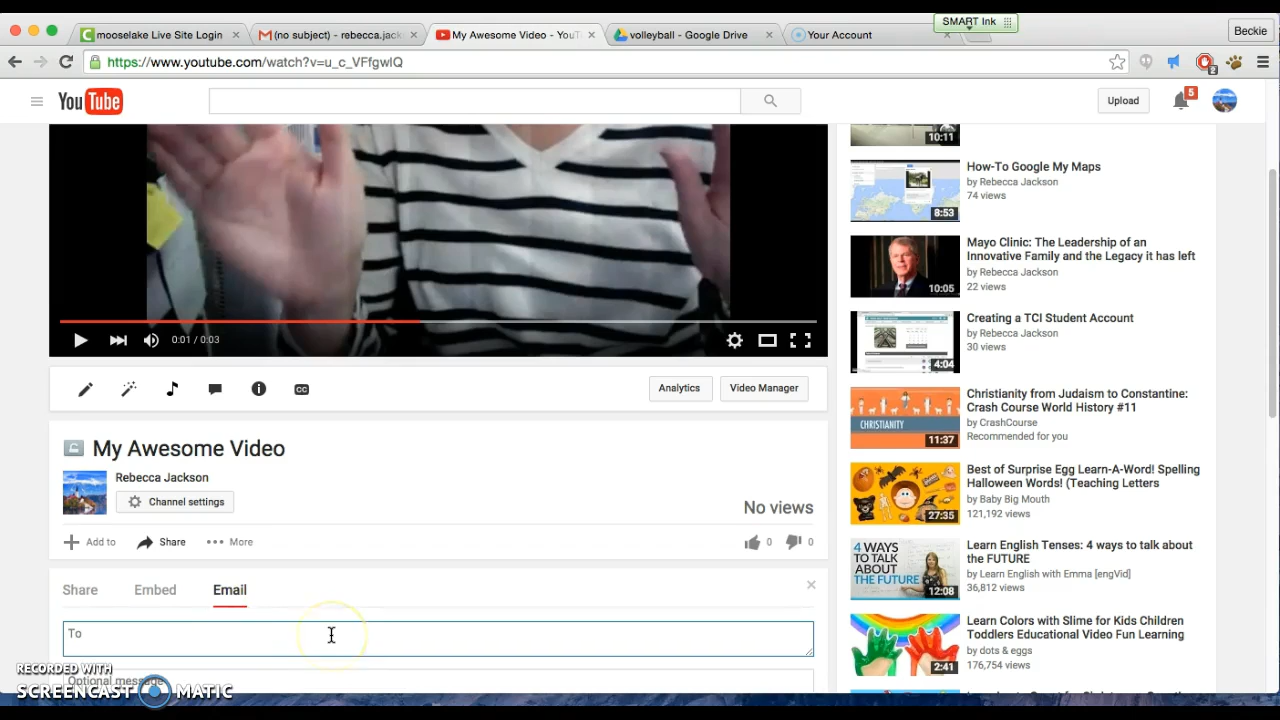 SMART Ink
mooselake Live Site Login
(no subject) - rebecca.jack
My Awesome Video - YouT
volleyball - Google Drive
Your Account
Beckie
https://www.youtube.com/watch?v=u_c_VFfgwlQ
2
YouTube
Upload
5
10:11
How-To Google My Maps
by Rebecca Jackson
74 views
8:53
Mayo Clinic: The Leadership of an
Innovative Family and the Legacy it has left
by Rebecca Jackson
22 views
10:05
Creating a TCI Student Account
by Rebecca Jackson
30 views
4:04
Christianity from Judaism to Constantine:
Crash Course World History #11
by CrashCourse
Recommended for you
CHRISTIANITY
11:37
Best of Surprise Egg Learn-A-Word! Spelling
Halloween Words! (Teaching Letters
by Baby Big Mouth
121,192 views
27:35
Learn English Tenses: 4 ways to talk about
the FUTURE
by Learn English with Emma [engVid]
36,812 views
4 WAYS
TO TALK
ABOUT
THE FUTURE
12:08
Learn Colors with Slime for Kids Children
Toddlers Educational Video Fun Learning
by dots & eggs
176,754 views
2:41
0:01 / 0:03
CC
Analytics
Video Manager
My Awesome Video
Rebecca Jackson
Channel settings
No views
Add to
Share
More
0
0
Share
Embed
Email
To
Optional message
RECORDED WITH
SCREENCAST MATIC